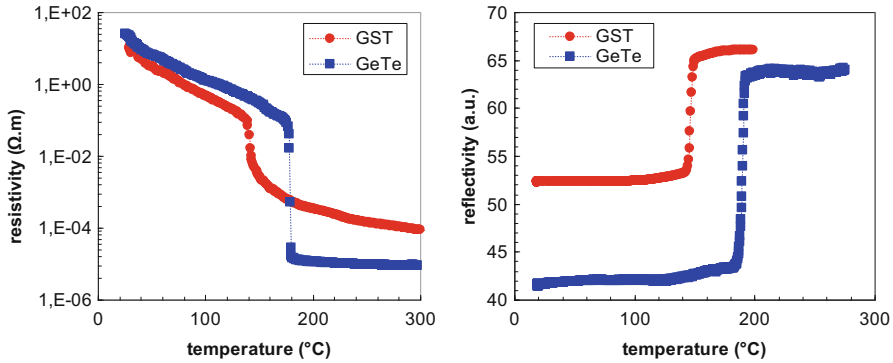 1,E+02
1,E+00
1,E-02
1,E-04
1,E-06
resistivity (Ω.m)
GST
GeTe
0 100 200 300
temperature (°C)
70
65
60
55
50
45
40
reflectivity (a.u.)
GST
GeTe
0 100 200 300
temperature (°C)